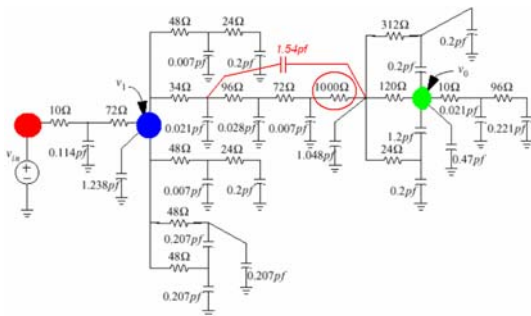 48Ω 24Ω 312Ω
1.54pf
0.007pf 0.2pf 0.2pf
v₁ 0.2pf v₀
34Ω 96Ω 72Ω 1000Ω 120Ω 10Ω 96Ω
10Ω 72Ω
0.021pf 0.028pf 0.007pf 0.021pf 0.221pf
0.114pf 48Ω 24Ω 1.048pf 1.2pf 0.47pf
vᵢₙ 24Ω
1.238pf 0.007pf 0.2pf 0.2pf
48Ω
0.207pf
48Ω 0.207pf
0.207pf